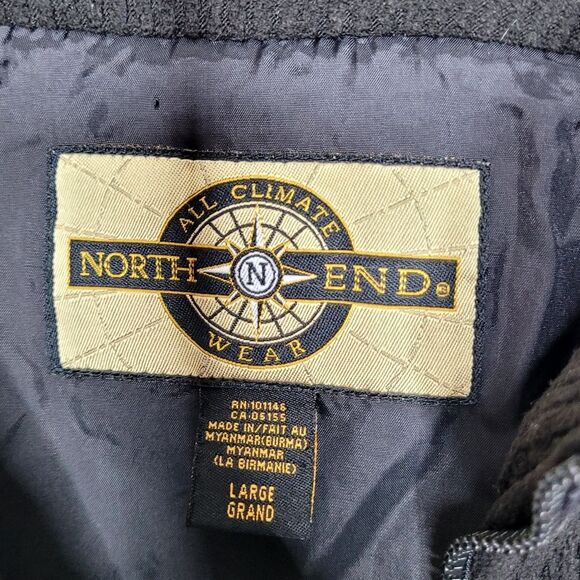 ALL CLIMATE
NORTH N END®
WEAR
RN:101146
CA:05155
MADE IN/FAIT AU
MYANMAR(BURMA)
MYANMAR
(LA BIRMANIE)
LARGE
GRAND